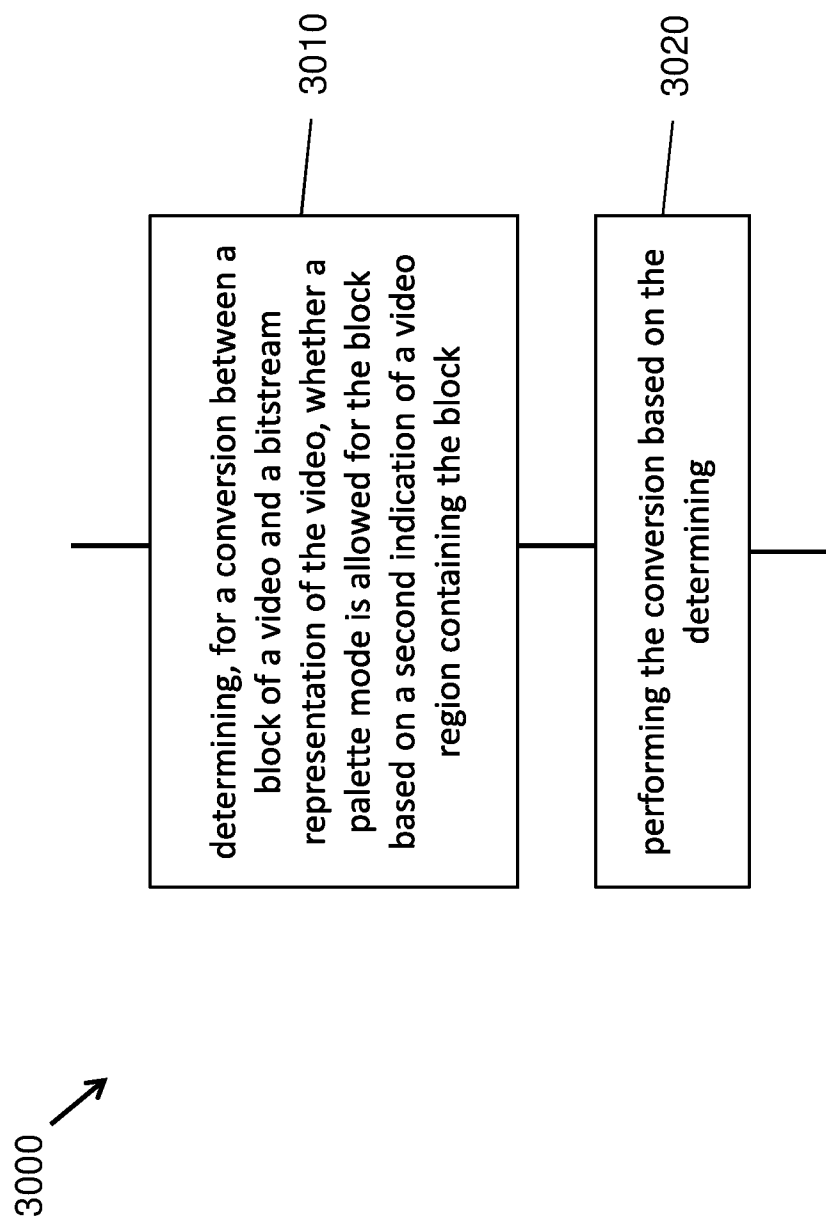 3000
determining, for a conversion between a
block of a video and a bitstream
representation of the video, whether a
palette mode is allowed for the block
based on a second indication of a video
region containing the block
3010
performing the conversion based on the
determining
3020